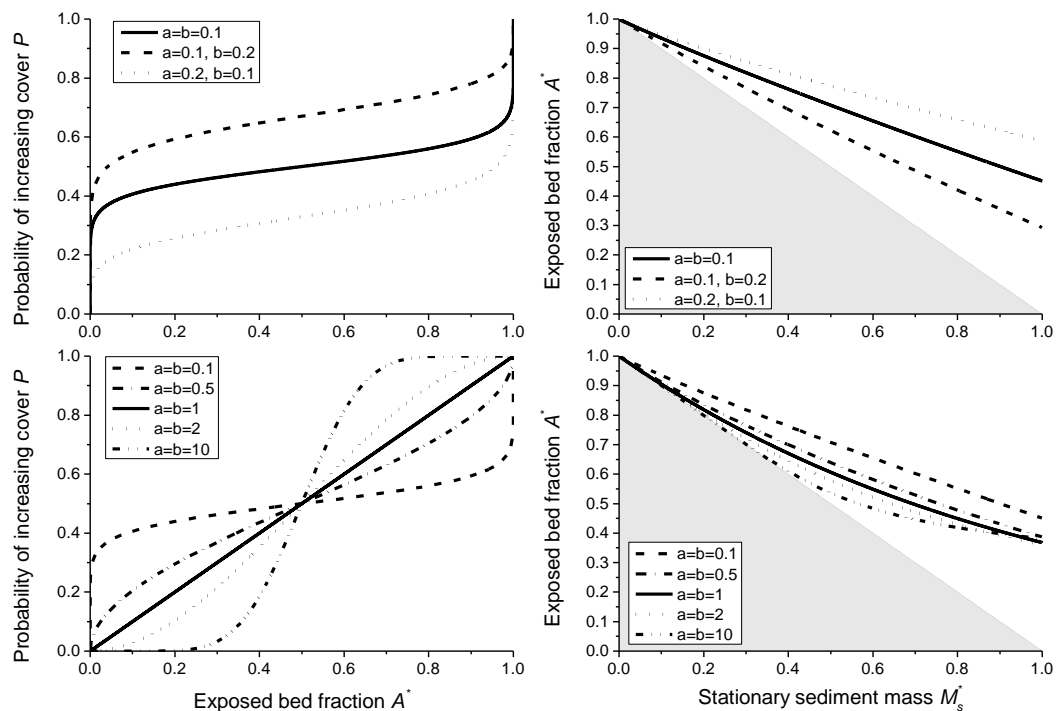 Probability of increasing cover P
1.0
0.8
0.6
0.4
0.2
0.0
a=b=0.1
a=0.1, b=0.2
a=0.2, b=0.1
0.0 0.2 0.4 0.6 0.8 1.0
Exposed bed fraction A*
1.0
0.9
0.8
0.7
0.6
0.5
0.4
0.3
0.2
0.1
0.0
a=b=0.1
a=0.1, b=0.2
a=0.2, b=0.1
0.0 0.2 0.4 0.6 0.8 1.0
Probability of increasing cover P
1.0
0.8
0.6
0.4
0.2
0.0
a=b=0.1
a=b=0.5
a=b=1
a=b=2
a=b=10
0.0 0.2 0.4 0.6 0.8 1.0
Exposed bed fraction A*
Exposed bed fraction A*
1.0
0.9
0.8
0.7
0.6
0.5
0.4
0.3
0.2
0.1
0.0
a=b=0.1
a=b=0.5
a=b=1
a=b=2
a=b=10
0.0 0.2 0.4 0.6 0.8 1.0
Stationary sediment mass M*s